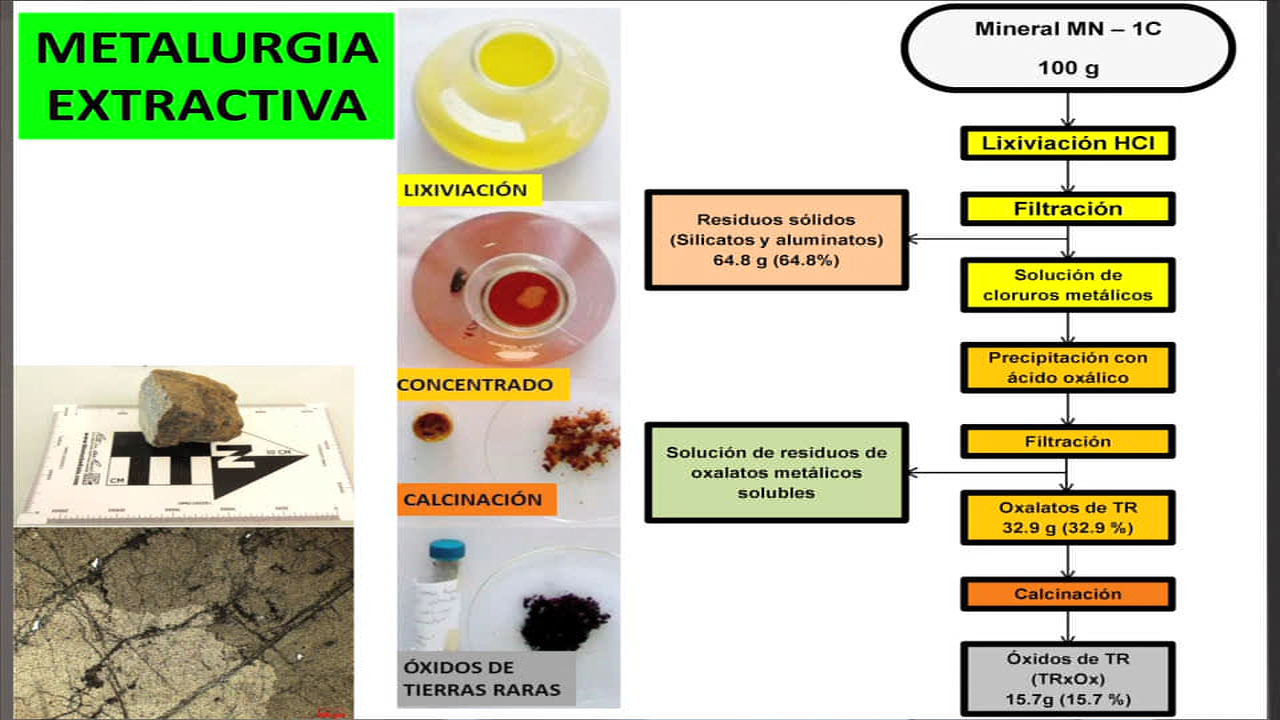 METALURGIA
EXTRACTIVA
LIXIVIACIÓN
CONCENTRADO
CALCINACIÓN
ÓXIDOS DE
TIERRAS RARAS
CM
N
Mineral MN – 1C
100 g
Lixiviación HCl
Filtración
Residuos sólidos
(Silicatos y aluminatos)
64.8 g (64.8%)
Solución de
cloruros metálicos
Precipitación con
ácido oxálico
Filtración
Solución de residuos de
oxalatos metálicos
solubles
Oxalatos de TR
32.9 g (32.9 %)
Calcinación
Óxidos de TR
(TRxOx)
15.7g (15.7 %)